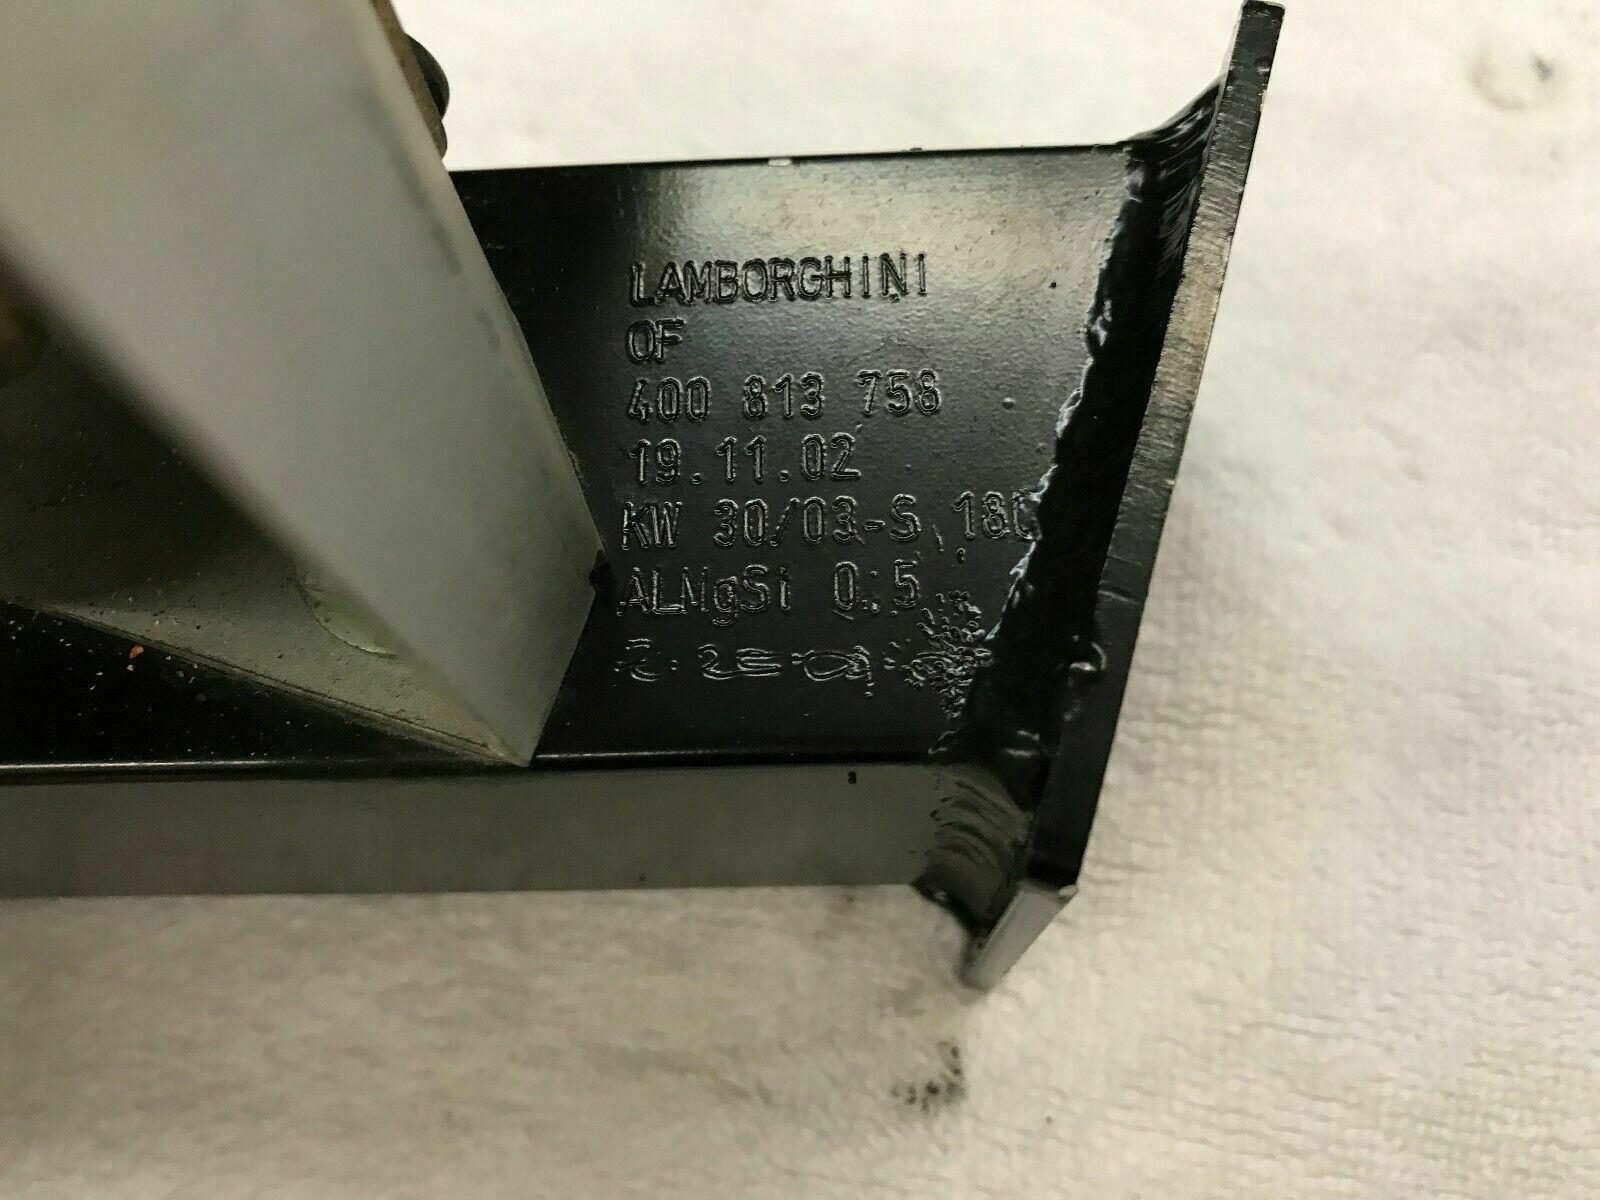 LAMBORGHINI
OF
400 813 758
19.11.02
KW 30/03-S
ALMgSi 0.5